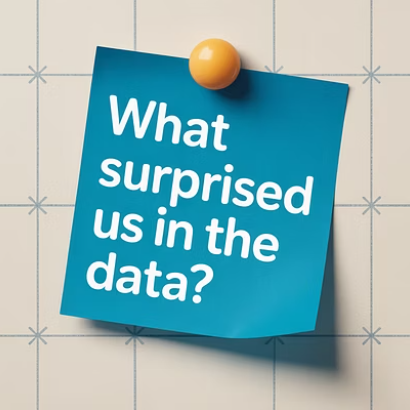 What
surprised
us in the
data?